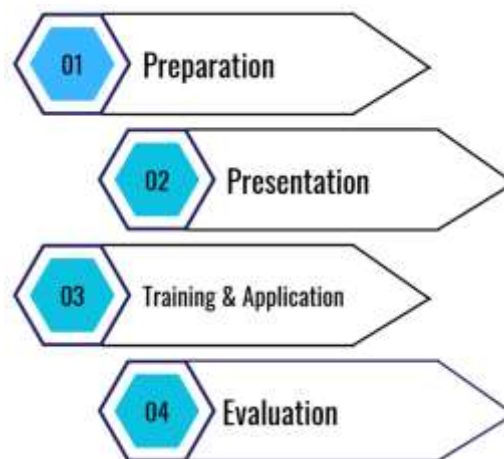 01 Preparation
02 Presentation
03 Training & Application
04 Evaluation